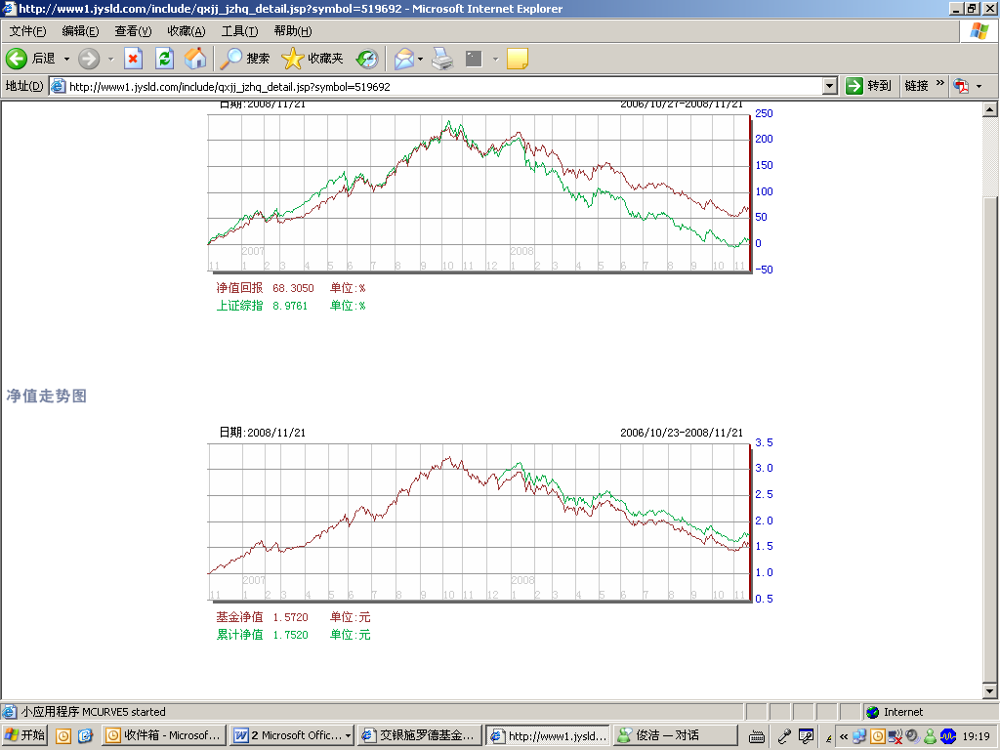 http://www1.jysld.com/include/qxjj_jzhq_detail.jsp?symbol=519692 - Microsoft Internet Explorer
文件(F) 编辑(E) 查看(V) 收藏(A) 工具(T) 帮助(H)
后退 搜索 收藏夹
地址(D) http://www1.jysld.com/include/qxjj_jzhq_detail.jsp?symbol=519692 转到 链接 »
日期:2008/11/21 2006/10/27-2008/11/21
250
200
150
100
50
0
-50
2007 2008
11 1 2 3 4 5 6 7 8 9 10 11 12 1 2 3 4 5 6 7 8 9 10 11
净值回报 68.3050 单位:%
上证综指 8.9761 单位:%
净值走势图
日期:2008/11/21 2006/10/23-2008/11/21
3.5
3.0
2.5
2.0
1.5
1.0
0.5
2007 2008
11 1 2 3 4 5 6 7 8 9 10 11 12 1 2 3 4 5 6 7 8 9 10 11
基金净值 1.5720 单位:元
累计净值 1.7520 单位:元
小应用程序 MCURVE5 started Internet
开始 收件箱 - Microsof... 2 Microsoft Offic... 交银施罗德基金... http://www1.jysld.... 俊洁 — 对话 « 19:19